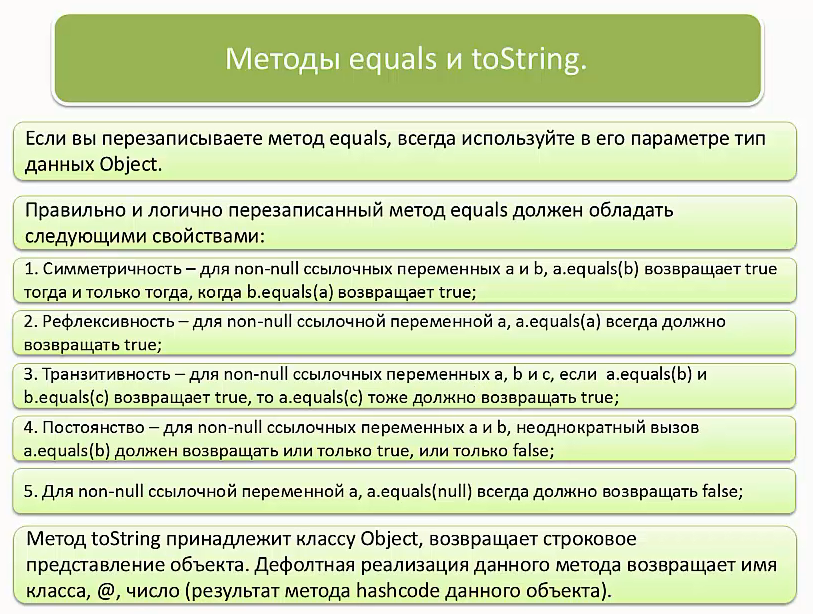 Методы equals и toString.
Если вы перезаписываете метод equals, всегда используйте в его параметре тип
данных Object.
Правильно и логично перезаписанный метод equals должен обладать
следующими свойствами:
1. Симметричность – для non-null ссылочных переменных a и b, a.equals(b) возвращает true
тогда и только тогда, когда b.equals(a) возвращает true;
2. Рефлексивность – для non-null ссылочной переменной a, a.equals(a) всегда должно
возвращать true;
3. Транзитивность – для non-null ссылочных переменных a, b и c, если a.equals(b) и
b.equals(c) возвращает true, то a.equals(c) тоже должно возвращать true;
4. Постоянство – для non-null ссылочных переменных a и b, неоднократный вызов
a.equals(b) должен возвращать или только true, или только false;
5. Для non-null ссылочной переменной a, a.equals(null) всегда должно возвращать false;
Метод toString принадлежит классу Object, возвращает строковое
представление объекта. Дефолтная реализация данного метода возвращает имя
класса, @, число (результат метода hashcode данного объекта).